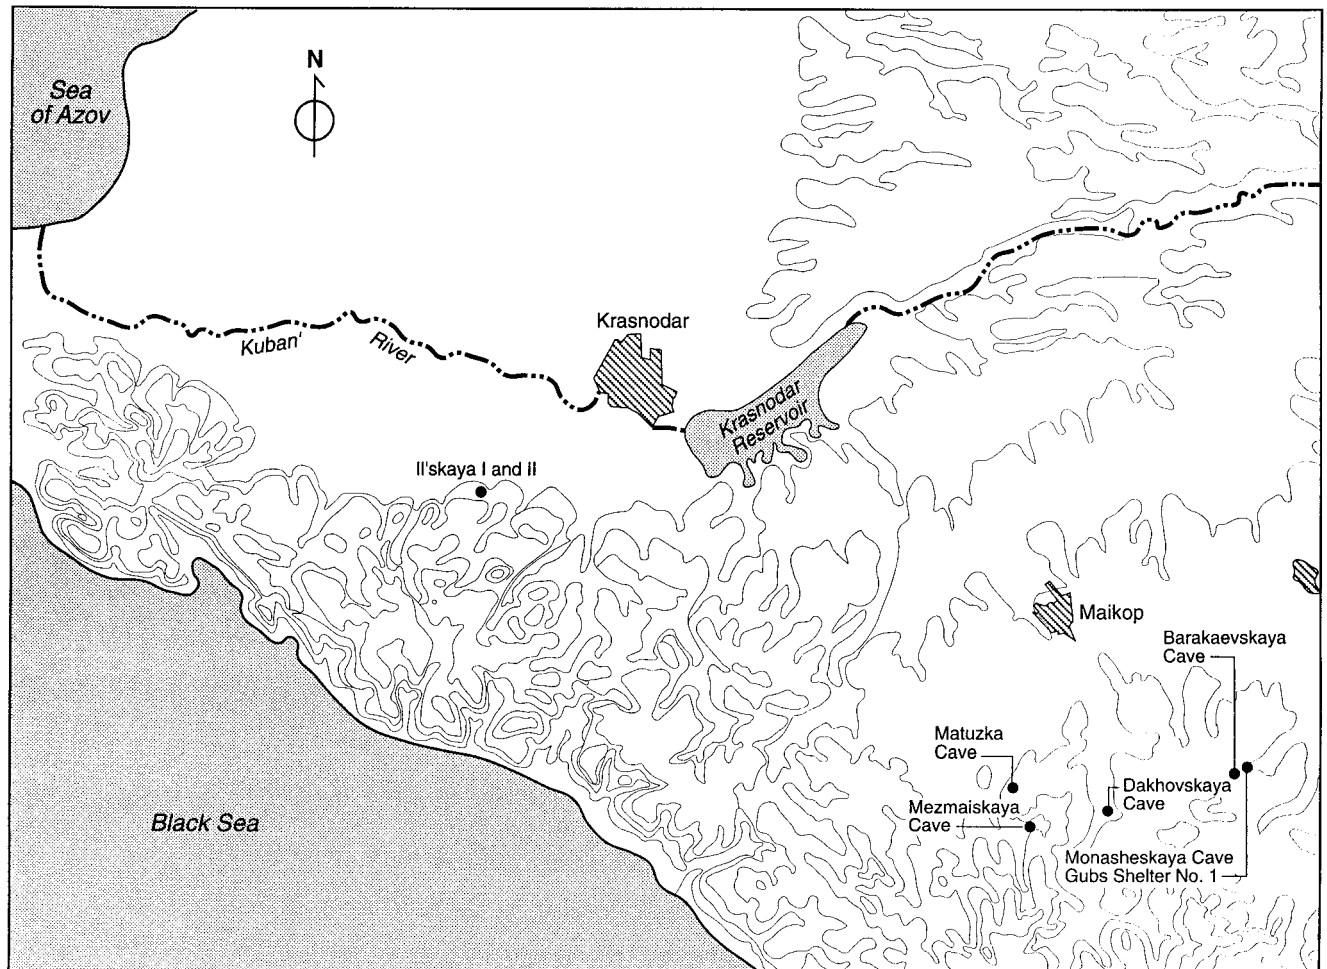 N
Sea
of Azov
Krasnodar
Kuban' River
Krasnodar
Reservoir
Il'skaya I and II
Maikop
Barakaevskaya
Cave
Matuzka
Cave
Dakhovskaya
Cave
Mezmaiskaya
Cave
Black Sea
Monasheskaya Cave
Gubs Shelter No. 1